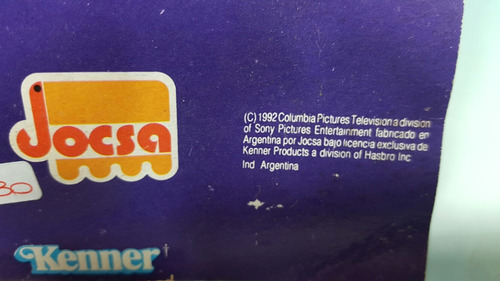 Jocsa
(C) 1992 Columbia Pictures Television a division
of Sony Pictures Entertainment fabricado en
Argentina por Jocsa bajo licencia exclusiva de
Kenner Products a division of Hasbro Inc
Ind Argentina
30
Kenner